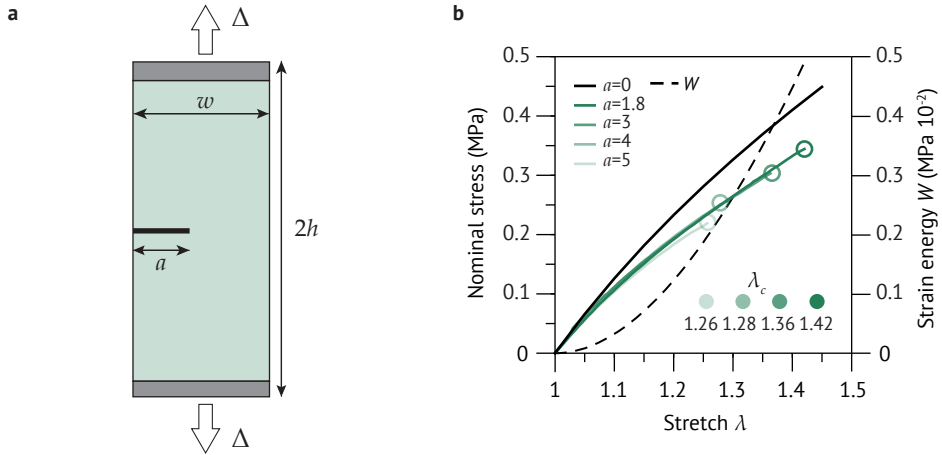 a
Δ
w
2h
a
Δ
b
Nominal stress (MPa)
0.5
0.4
0.3
0.2
0.1
0
a=0
a=1.8
a=3
a=4
a=5
W
λc
1.26 1.28 1.36 1.42
0.5
0.4
0.3
0.2
0.1
0
Strain energy W (MPa 10-2)
1 1.1 1.2 1.3 1.4 1.5
Stretch λ